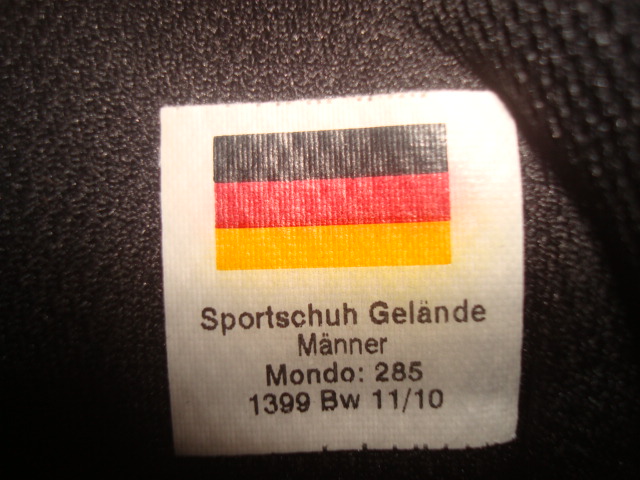 Sportschuh Gelände
Männer
Mondo: 285
1399 Bw 11/10